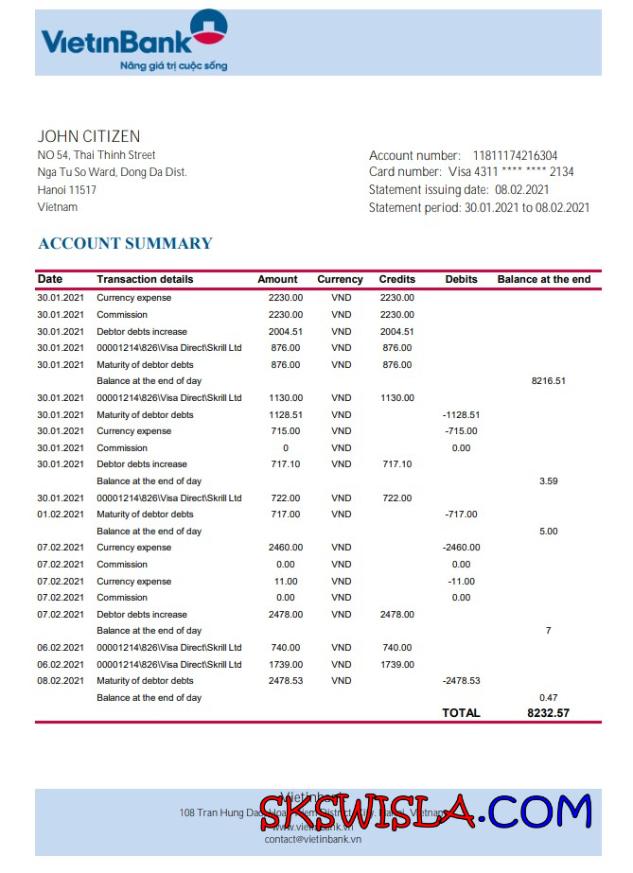 VietinBank
Nâng giá trị cuộc sống
JOHN CITIZEN
NO 54, Thai Thinh Street
Nga Tu So Ward, Dong Da Dist.
Hanoi 11517
Vietnam
Account number: 11811174216304
Card number: Visa 4311 **** **** 2134
Statement issuing date: 08.02.2021
Statement period: 30.01.2021 to 08.02.2021
ACCOUNT SUMMARY
Date Transaction details Amount Currency Credits Debits Balance at the end
30.01.2021 Currency expense 2230.00 VND 2230.00
30.01.2021 Commission 2230.00 VND 2230.00
30.01.2021 Debtor debts increase 2004.51 VND 2004.51
30.01.2021 00001214\826\Visa Direct\Skrill Ltd 876.00 VND 876.00
30.01.2021 Maturity of debtor debts 876.00 VND 876.00
Balance at the end of day 8216.51
30.01.2021 00001214\826\Visa Direct\Skrill Ltd 1130.00 VND 1130.00
30.01.2021 Maturity of debtor debts 1128.51 VND -1128.51
30.01.2021 Currency expense 715.00 VND -715.00
30.01.2021 Commission 0 VND 0.00
30.01.2021 Debtor debts increase 717.10 VND 717.10
Balance at the end of day 3.59
30.01.2021 00001214\826\Visa Direct\Skrill Ltd 722.00 VND 722.00
01.02.2021 Maturity of debtor debts 717.00 VND -717.00
Balance at the end of day 5.00
07.02.2021 Currency expense 2460.00 VND -2460.00
07.02.2021 Commission 0.00 VND 0.00
07.02.2021 Currency expense 11.00 VND -11.00
07.02.2021 Commission 0.00 VND 0.00
07.02.2021 Debtor debts increase 2478.00 VND 2478.00
Balance at the end of day 7
06.02.2021 00001214\826\Visa Direct\Skrill Ltd 740.00 VND 740.00
06.02.2021 00001214\826\Visa Direct\Skrill Ltd 1739.00 VND 1739.00
08.02.2021 Maturity of debtor debts 2478.53 VND -2478.53
Balance at the end of day 0.47
TOTAL 8232.57
108 Tran Hung Vietnam
SKSWISLA.COM
contact@vietinbank.vn